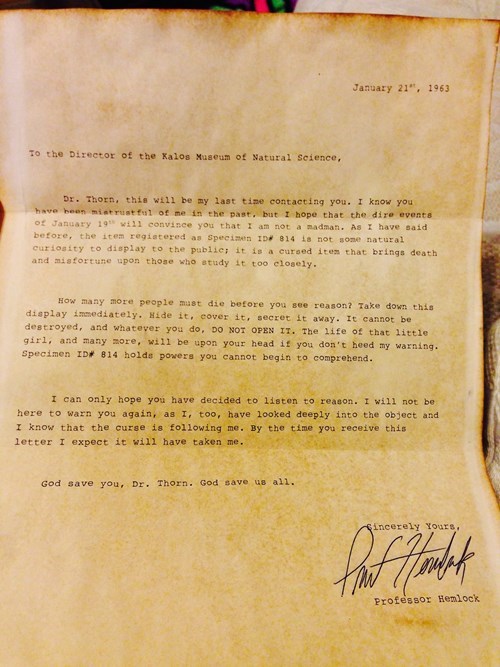 January 21st, 1963
To the Director of the Kalos Museum of Natural Science,
Dr. Thorn, this will be my last time contacting you. I know you
have been mistrustful of me in the past, but I hope that the dire events
of January 19th will convince you that I am not a madman. As I have said
before, the item registered as Specimen ID# 814 is not some natural
curiosity to display to the public; it is a cursed item that brings death
and misfortune upon those who study it too closely.
How many more people must die before you see reason? Take down this
display immediately. Hide it, cover it, secret it away. It cannot be
destroyed, and whatever you do, DO NOT OPEN IT. The life of that little
girl, and many more, will be upon your head if you don't heed my warning.
Specimen ID# 814 holds powers you cannot begin to comprehend.
I can only hope you have decided to listen to reason. I will not be
here to warn you again, as I, too, have looked deeply into the object and
I know that the curse is following me. By the time you receive this
letter I expect it will have taken me.
God save you, Dr. Thorn. God save us all.
Sincerely Yours,
Prof Hemlock
Professor Hemlock